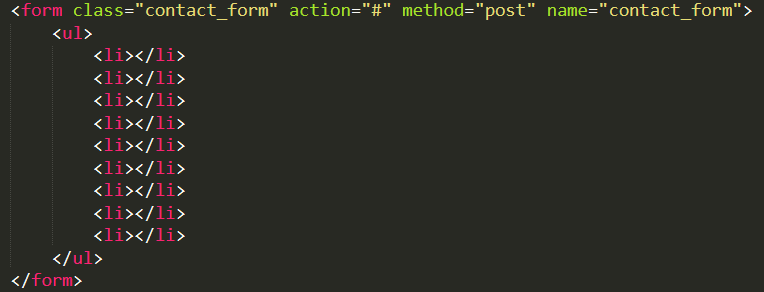 <form class="contact_form" action="#" method="post" name="contact_form">
<ul>
<li></li>
<li></li>
<li></li>
<li></li>
<li></li>
<li></li>
<li></li>
<li></li>
<li></li>
</ul>
</form>